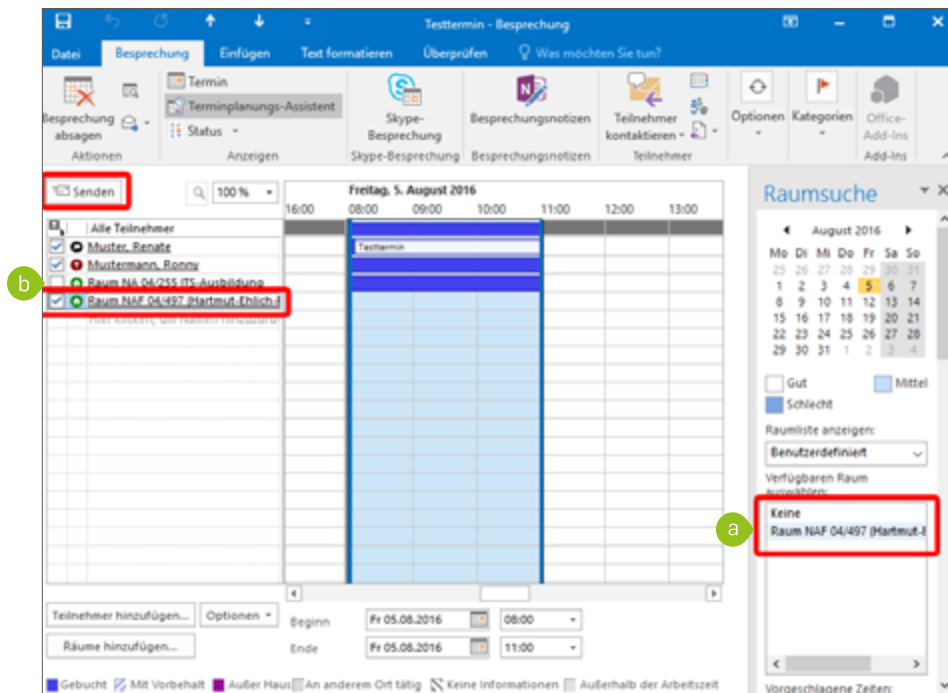 Testtermin - Besprechung
Datei Besprechung Einfügen Text formatieren Überprüfen Was möchten Sie tun?
Besprechung absagen
Aktionen
Termin
Terminplanungs-Assistent
Status
Anzeigen
Skype-
Besprechung
Skype-Besprechung
Besprechungsnotizen
Besprechungsnotizen
Teilnehmer
kontaktieren
Teilnehmer
Optionen
Kategorien
Office-
Add-Ins
Add-Ins
Senden
100 %
Freitag, 5. August 2016
16:00 08:00 09:00 10:00 11:00 12:00 13:00
Alle Teilnehmer
Muster, Renate
Testtermin
Mustermann, Ronny
b
Raum NA 04/255 ITS-Ausbildung
Raum NAF 04/497 (Hartmut-Ehlich-
Hier klicken, um Namen hinzuzu
Teilnehmer hinzufügen... Optionen
Räume hinzufügen...
Beginn Fr 05.08.2016 08:00
Ende Fr 05.08.2016 11:00
Gebucht Mit Vorbehalt Außer Haus An anderem Ort tätig Keine Informationen Außerhalb der Arbeitszeit
Raumsuche
August 2016
Mo Di Mi Do Fr Sa So
25 26 27 28 29 30 31
1 2 3 4 5 6 7
8 9 10 11 12 13 14
15 16 17 18 19 20 21
22 23 24 25 26 27 28
29 30 31 1 2 3 4
Gut Mittel
Schlecht
Raumliste anzeigen:
Benutzerdefiniert
Verfügbaren Raum
auswählen:
Keine
a
Raum NAF 04/497 (Hartmut-E
Vorgeschlagene Zeiten: